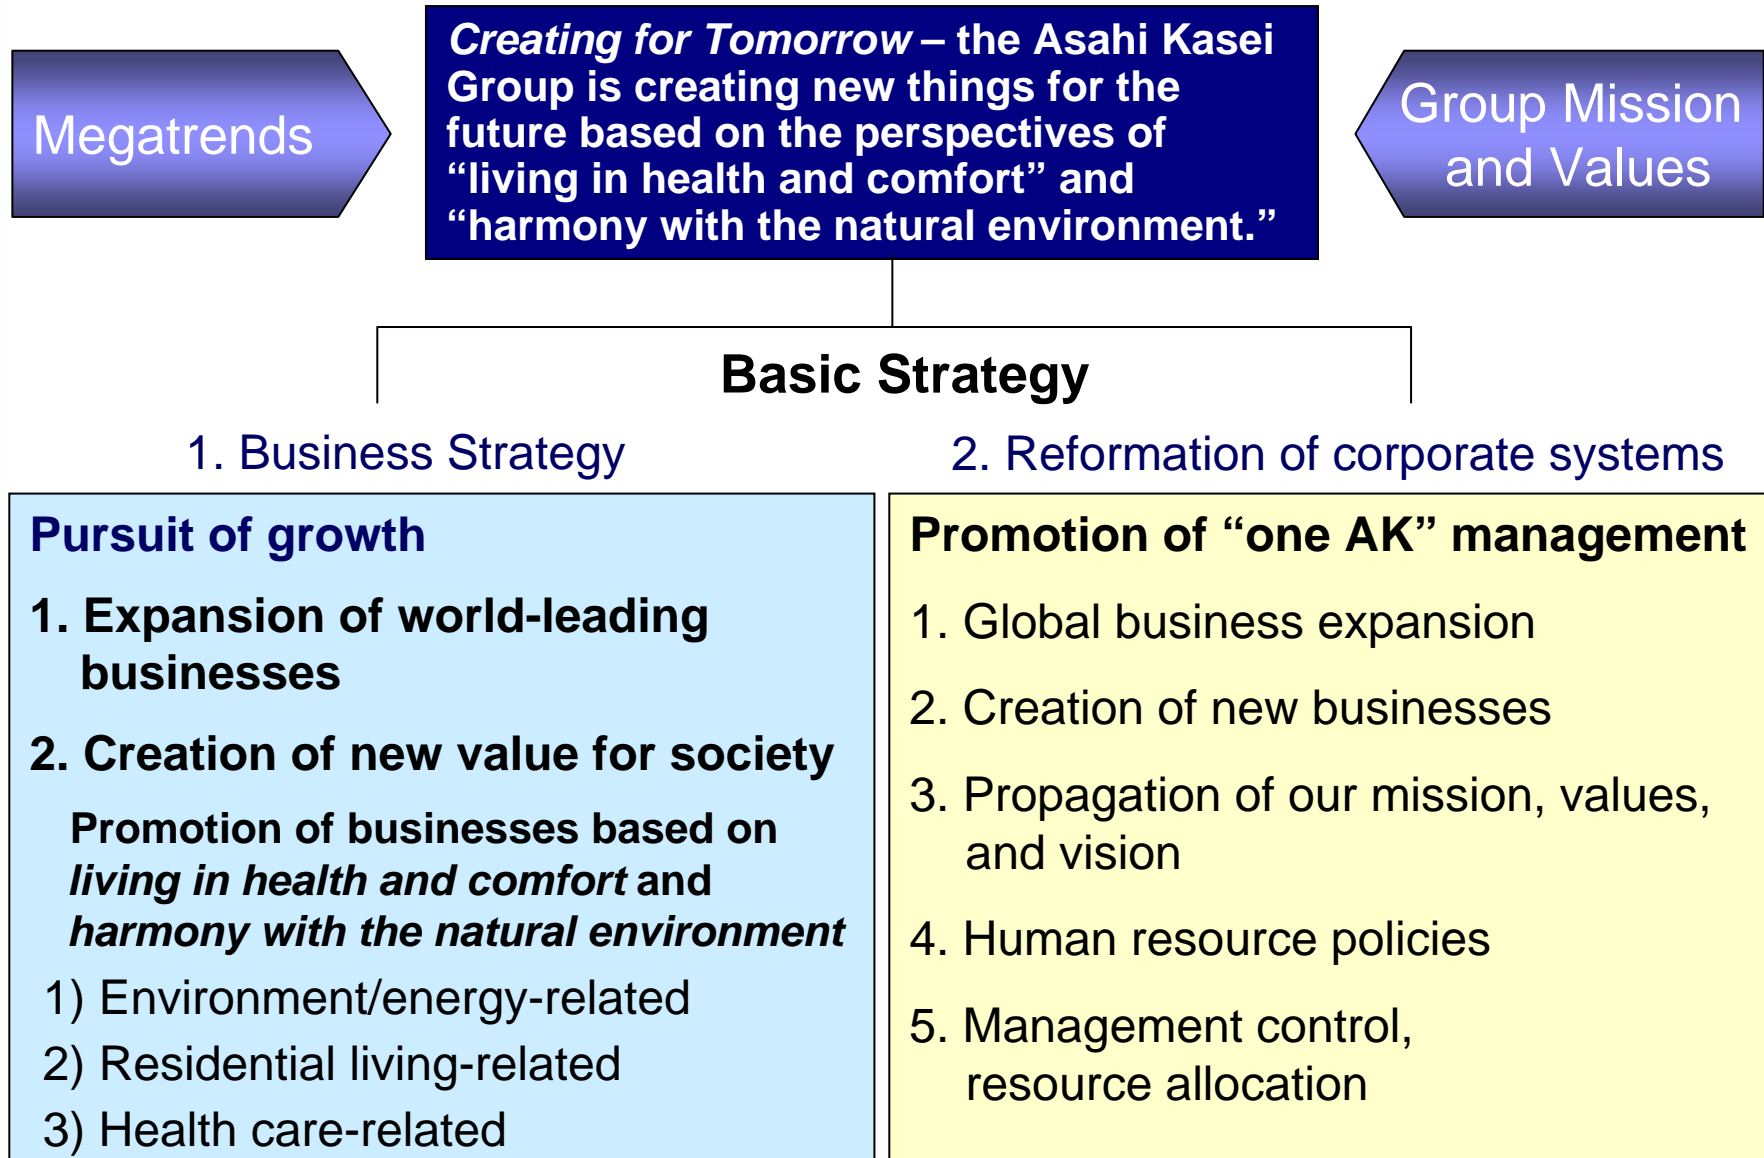 Megatrends
Creating for Tomorrow – the Asahi Kasei
Group is creating new things for the
future based on the perspectives of
“living in health and comfort” and
“harmony with the natural environment.”
Group Mission
and Values
Basic Strategy
1. Business Strategy
Pursuit of growth
1. Expansion of world-leading
businesses
2. Creation of new value for society
Promotion of businesses based on
living in health and comfort and
harmony with the natural environment
1) Environment/energy-related
2) Residential living-related
3) Health care-related
2. Reformation of corporate systems
Promotion of “one AK” management
1. Global business expansion
2. Creation of new businesses
3. Propagation of our mission, values,
and vision
4. Human resource policies
5. Management control,
resource allocation